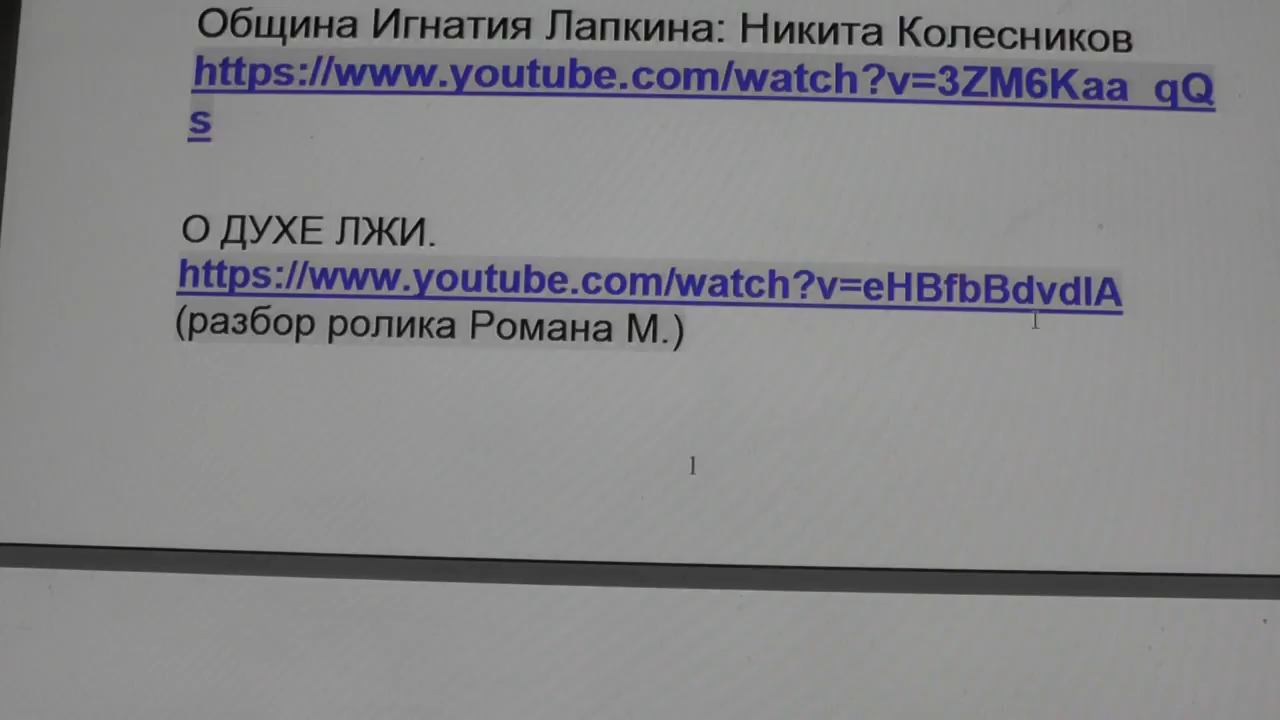 Община Игнатия Лапкина: Никита Колесников
https://www.youtube.com/watch?v=3ZM6Kaa_qQ
s
О ДУХЕ ЛЖИ.
https://www.youtube.com/watch?v=eHBfbBdvdIA
(разбор ролика Романа М.)
1